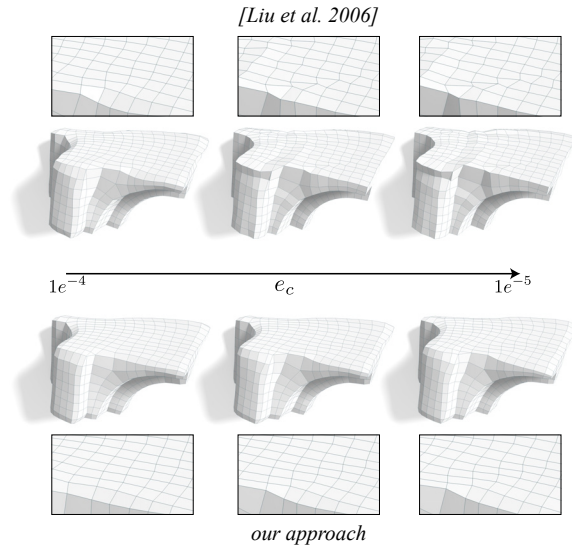 [Liu et al. 2006]
1e⁻⁴
e_c
1e⁻⁵
our approach